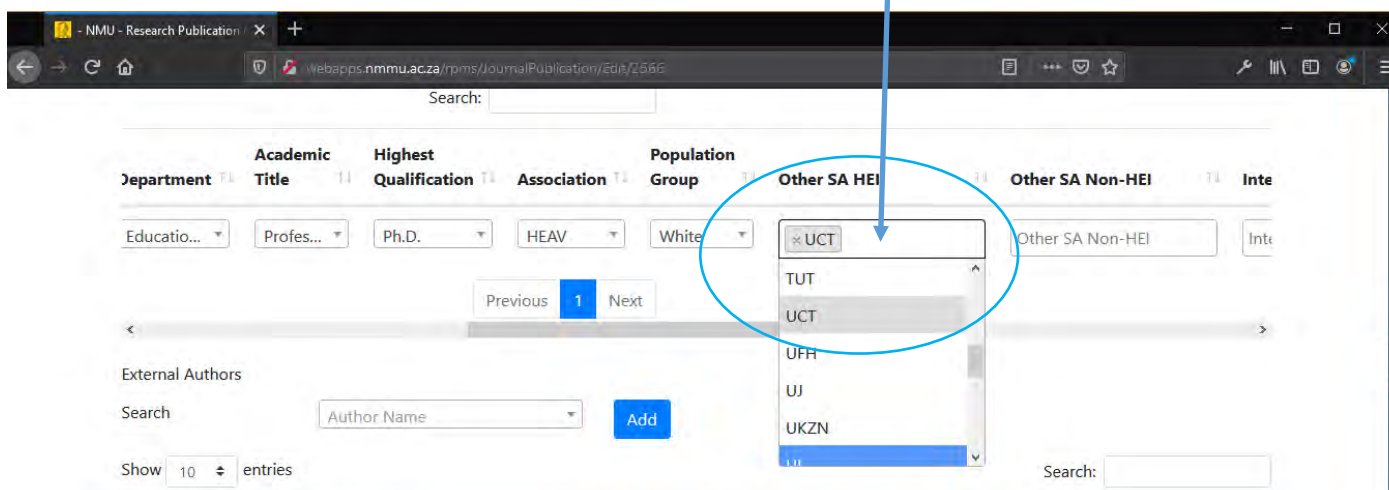 - NMU - Research Publication
webapps.nmmu.ac.za/rpms/JournalPublication/Edit/2566
Search:
Department
Academic Title
Highest Qualification
Association
Population Group
Other SA HEI
Other SA Non-HEI
Inte
Educatio...
Profes...
Ph.D.
HEAV
White
× UCT
Other SA Non-HEI
Inte
TUT
Previous 1 Next
UCT
UFH
External Authors
UJ
Search
Author Name
Add
UKZN
UL
Show 10 entries
Search: